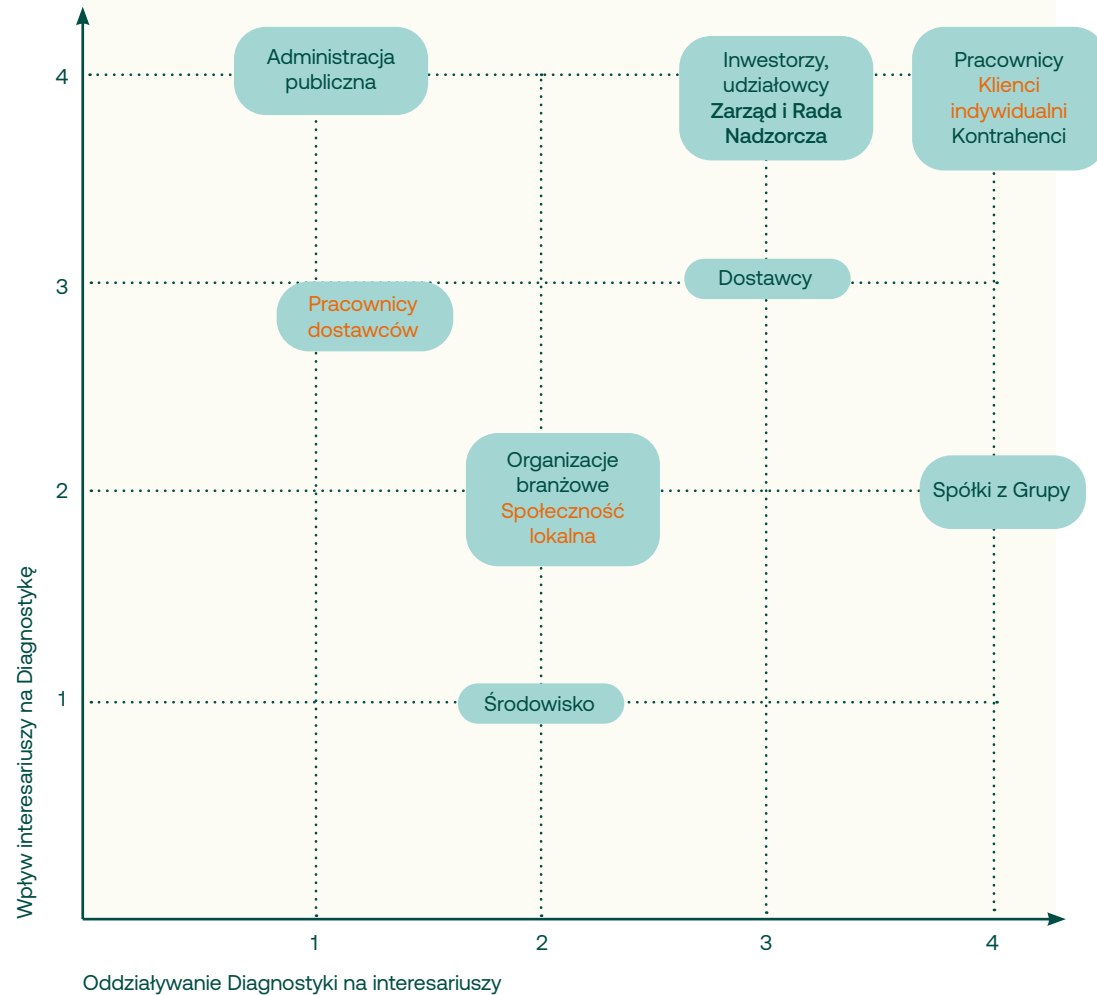 4
Administracja
publiczna
Inwestorzy,
udziałowcy
Zarząd i Rada
Nadzorcza
Pracownicy
Klienci
indywidualni
Kontrahenci
3
Pracownicy
dostawców
Dostawcy
2
Organizacje
branżowe
Społeczność
lokalna
Spółki z Grupy
1
Środowisko
Wpływ interesariuszy na Diagnostykę
1
2
3
4
Oddziaływanie Diagnostyki na interesariuszy